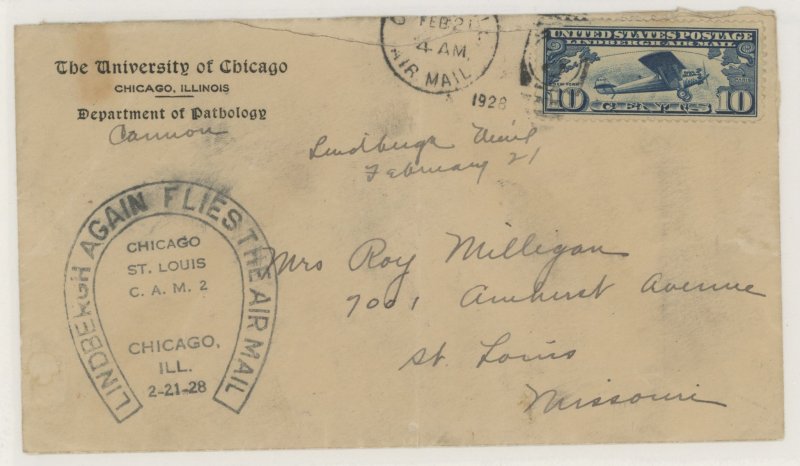 The University of Chicago
CHICAGO, ILLINOIS
Department of Pathology
Cannon
FEB 21
4 AM.
AIR MAIL
1928
UNITED STATES POSTAGE
LINDBERGH-AIR MAIL
10 CENTS 10
Lindbergh Mail
February 21
LINDBERGH AGAIN FLIES THE AIR MAIL
CHICAGO
ST. LOUIS
C. A. M. 2
CHICAGO,
ILL.
2-21-28
Mrs Roy Milligan
7001 Amherst Avenue
St. Louis
Missouri